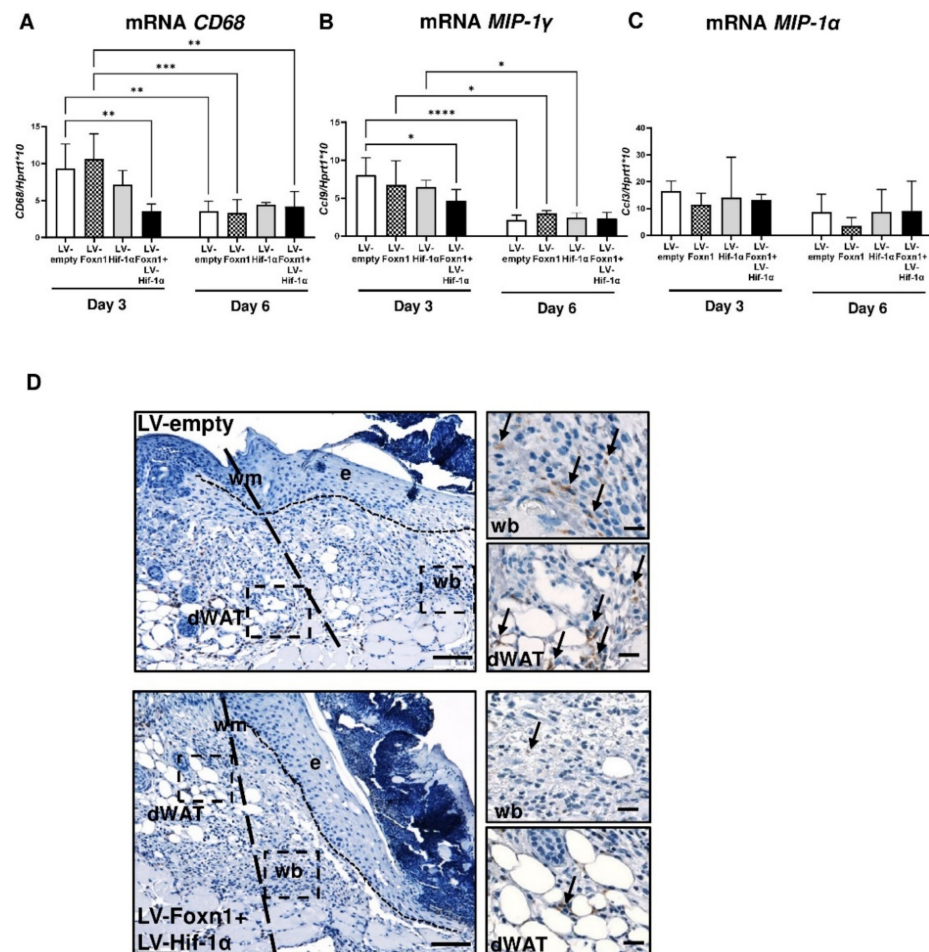 A
mRNA CD68
B
mRNA MIP-1γ
C
mRNA MIP-1α
**
***
**
**
*
*
****
*
CD68/Hprt1*10
15
10
5
0
LV-empty
LV-Foxn1
LV-Hif-1α
LV-Foxn1+LV-Hif-1α
LV-empty
LV-Foxn1
LV-Hif-1α
LV-Foxn1+LV-Hif-1α
Day 3
Day 6
Ccl9/Hprt1*10
15
10
5
0
LV-empty
LV-Foxn1
LV-Hif-1α
LV-Foxn1+LV-Hif-1α
LV-empty
LV-Foxn1
LV-Hif-1α
LV-Foxn1+LV-Hif-1α
Day 3
Day 6
Ccl3/Hprt1*10
40
30
20
10
0
LV-empty
LV-Foxn1
LV-Hif-1α
LV-Foxn1+LV-Hif-1α
LV-empty
LV-Foxn1
LV-Hif-1α
LV-Foxn1+LV-Hif-1α
Day 3
Day 6
D
LV-empty
wm
e
wb
dWAT
wb
dWAT
wm
e
dWAT
wb
LV-Foxn1+
LV-Hif-1α
wb
dWAT